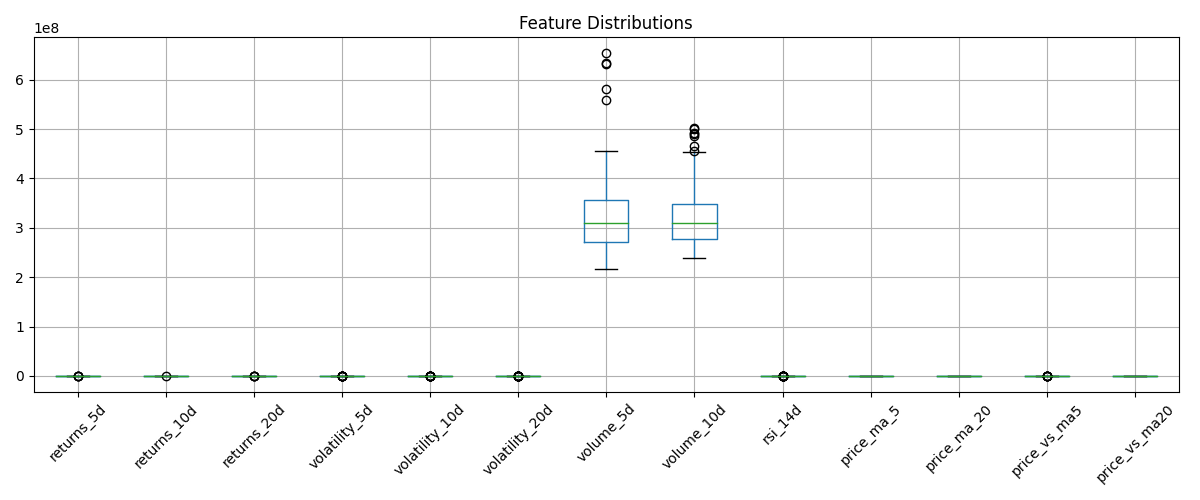 Feature Distributions
1e8
6
5
4
3
2
1
0
returns_5d
returns_10d
returns_20d
volatility_5d
volatility_10d
volatility_20d
volume_5d
volume_10d
rsi_14d
price_ma_5
price_ma_20
price_vs_ma5
price_vs_ma20